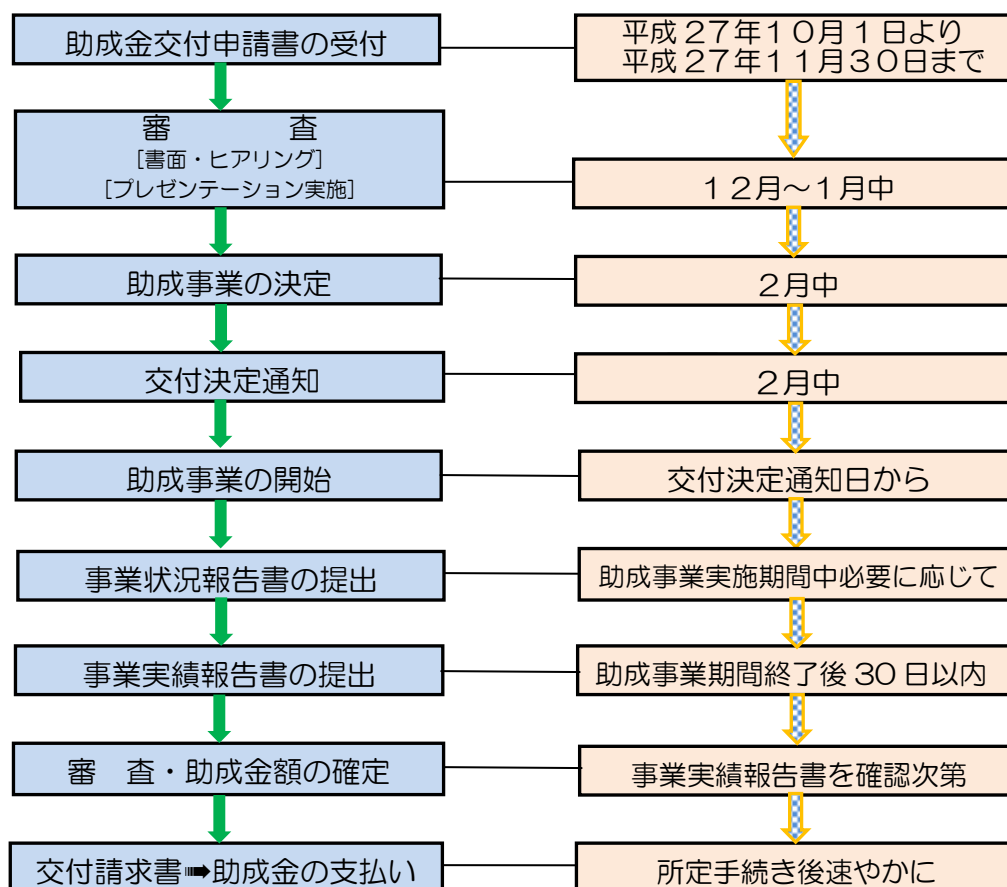 助成金交付申請書の受付
平成27年10月1日より
平成27年11月30日まで
審　　　　査
[書面・ヒアリング]
[プレゼンテーション実施]
12月～1月中
助成事業の決定
2月中
交付決定通知
2月中
助成事業の開始
交付決定通知日から
事業状況報告書の提出
助成事業実施期間中必要に応じて
事業実績報告書の提出
助成事業期間終了後30日以内
審　査・助成金額の確定
事業実績報告書を確認次第
交付請求書➠助成金の支払い
所定手続き後速やかに